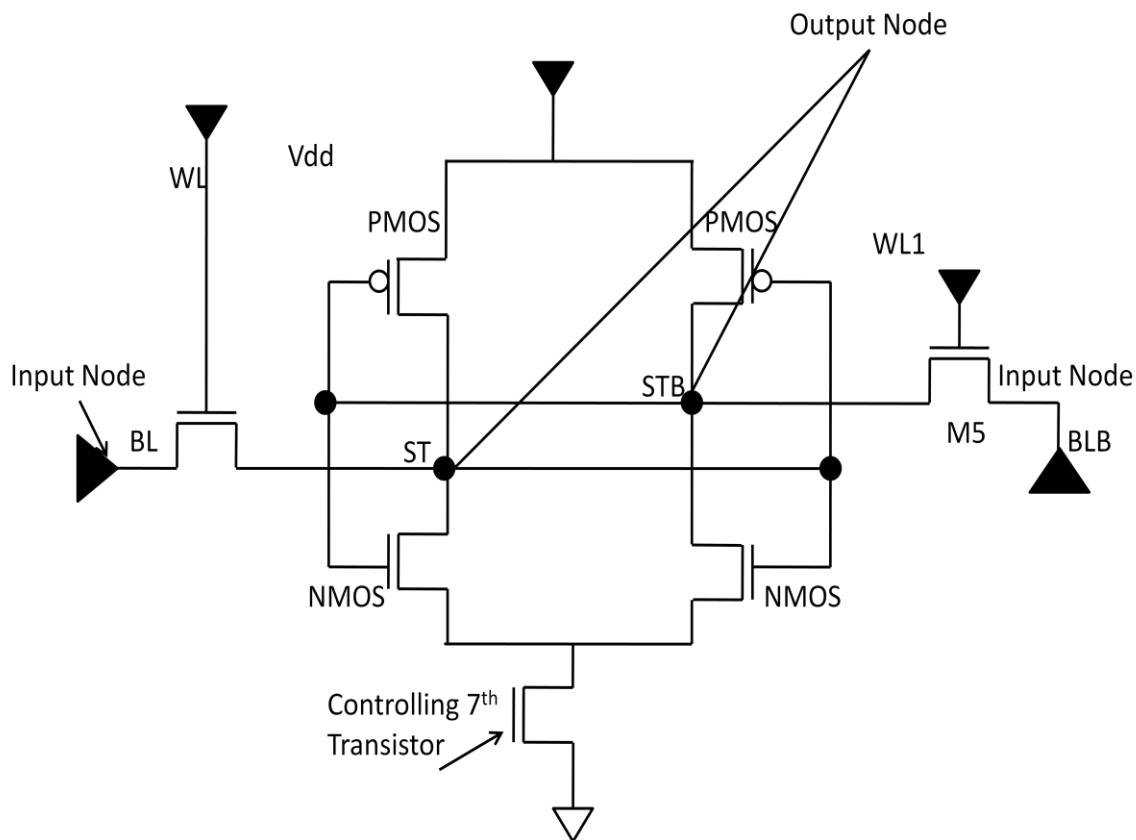 Output Node
WL
Vdd
PMOS
PMOS
WL1
Input Node
STB
Input Node
BL
ST
M5
BLB
NMOS
NMOS
Controlling 7th
Transistor